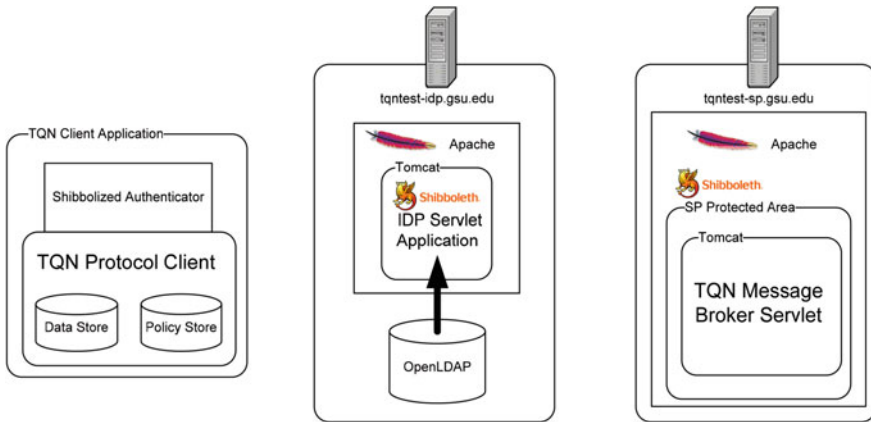 TQN Client Application
Shibbolized Authenticator
TQN Protocol Client
Data Store
Policy Store
tqntest-idp.gsu.edu
Apache
Tomcat
Shibboleth.
IDP Servlet
Application
OpenLDAP
tqntest-sp.gsu.edu
Apache
Shibboleth.
SP Protected Area
Tomcat
TQN Message
Broker Servlet